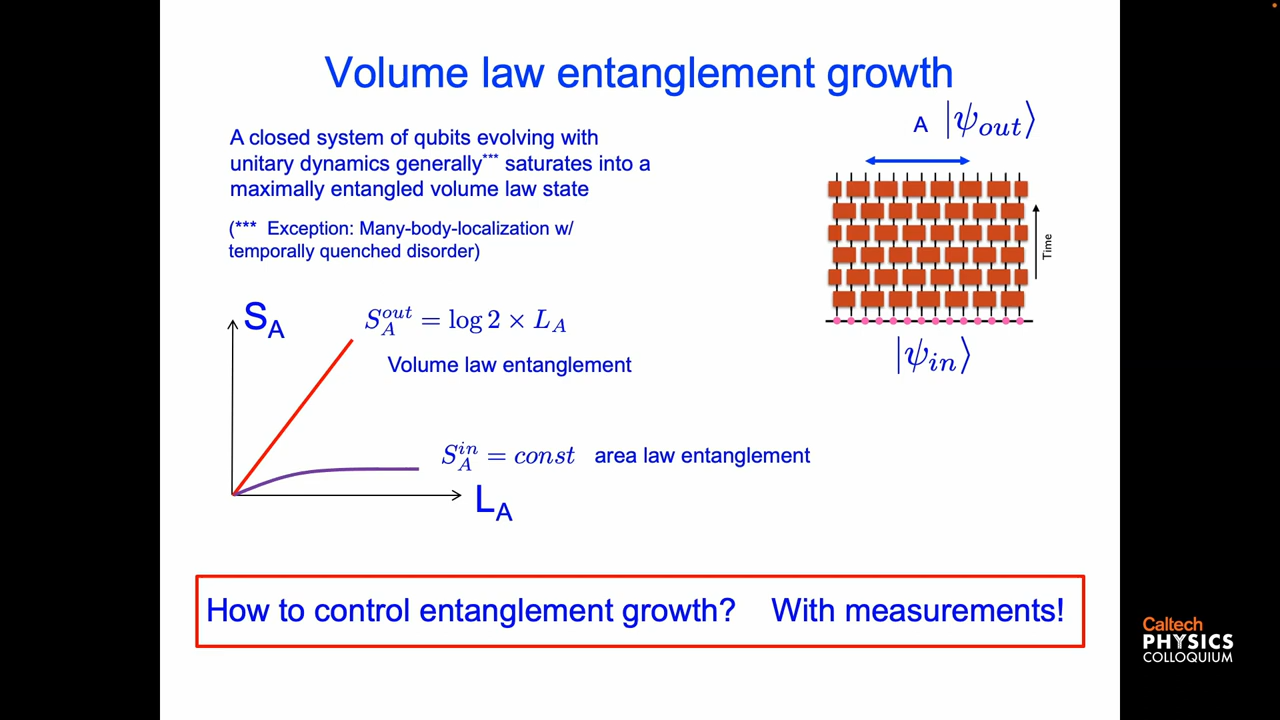 Volume law entanglement growth
A closed system of qubits evolving with
unitary dynamics generally*** saturates into a
maximally entangled volume law state
(*** Exception: Many-body-localization w/
temporally quenched disorder)
A |ψ_out⟩
Time
|ψ_in⟩
S_A
S_A^out = log 2 × L_A
Volume law entanglement
S_A^in = const area law entanglement
L_A
How to control entanglement growth? With measurements!
Caltech
PHYSICS
COLLOQUIUM